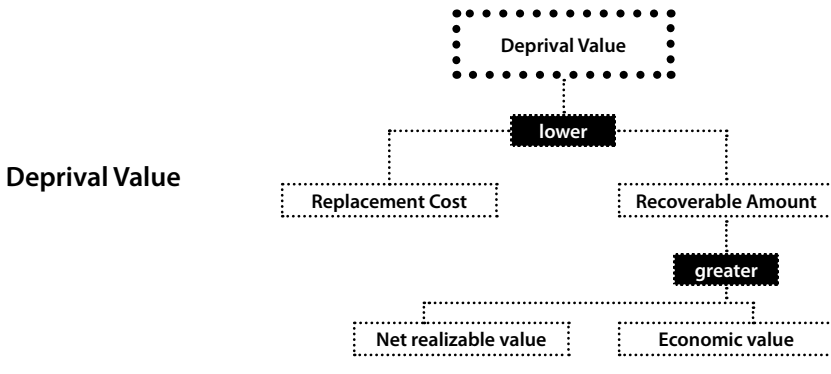 Deprival Value
lower
Deprival Value
Replacement Cost
Recoverable Amount
greater
Net realizable value
Economic value